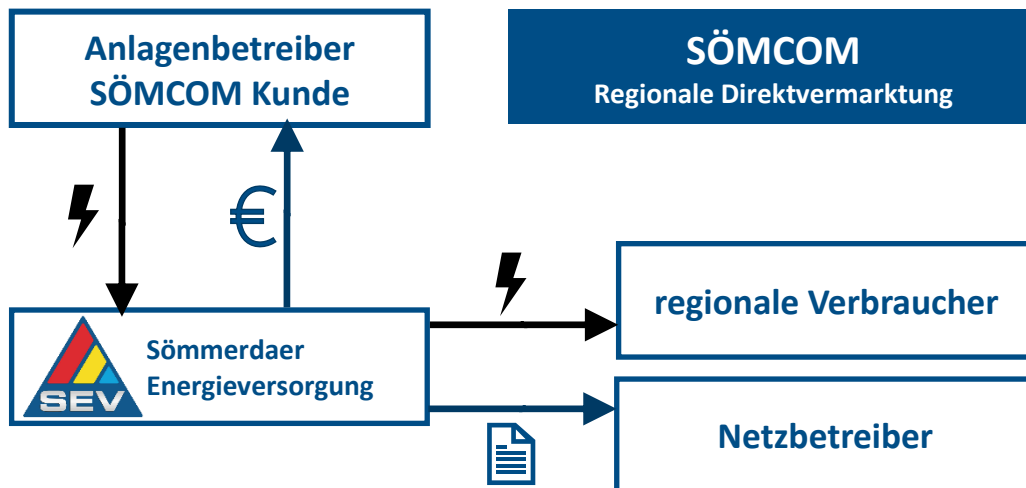 Anlagenbetreiber
SÖMCOM Kunde
SÖMCOM
Regionale Direktvermarktung
€
regionale Verbraucher
SEV
Sömmerdaer
Energieversorgung
Netzbetreiber